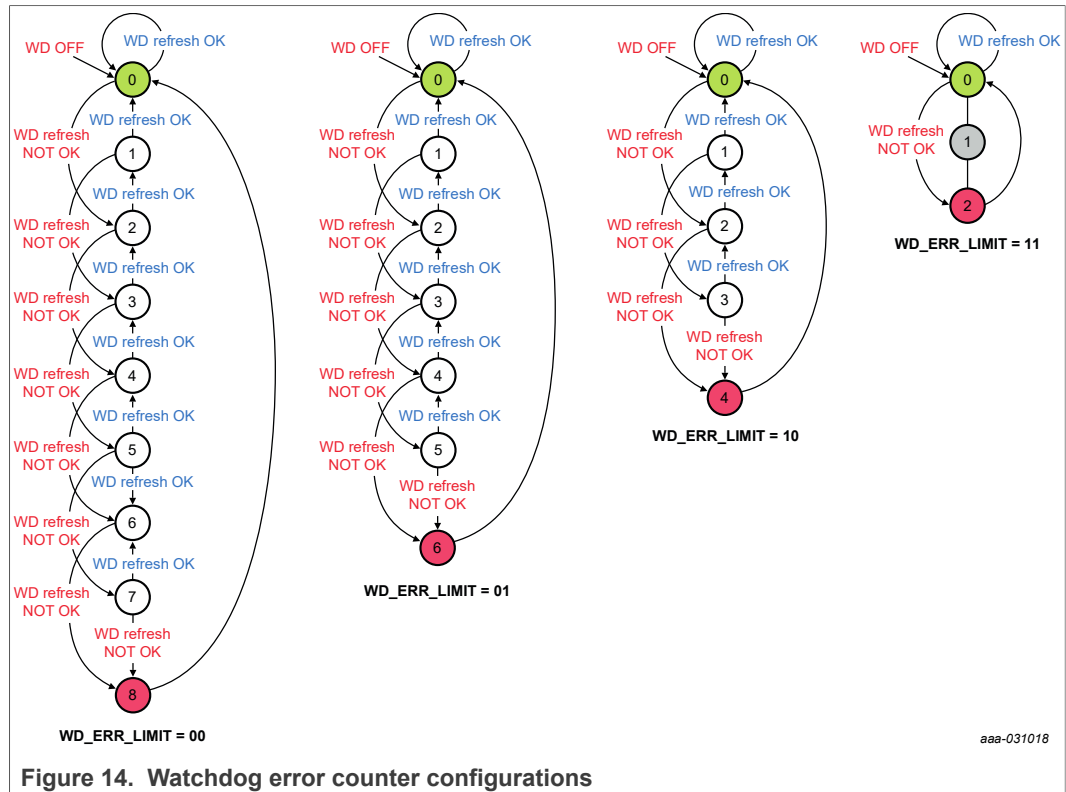 WD OFF
WD refresh OK
0
WD refresh OK
WD refresh
NOT OK
1
WD refresh OK
2
WD refresh
NOT OK
WD refresh OK
3
WD refresh
NOT OK
WD refresh OK
4
WD refresh
NOT OK
WD refresh OK
5
WD refresh
NOT OK
WD refresh OK
6
WD refresh
NOT OK
WD refresh OK
7
WD refresh
NOT OK
WD refresh
NOT OK
8
WD_ERR_LIMIT = 00
WD OFF
WD refresh OK
0
WD refresh OK
WD refresh
NOT OK
1
WD refresh OK
2
WD refresh
NOT OK
WD refresh OK
3
WD refresh
NOT OK
WD refresh OK
4
WD refresh
NOT OK
WD refresh OK
5
WD refresh
NOT OK
WD refresh
NOT OK
6
WD_ERR_LIMIT = 01
WD OFF
WD refresh OK
0
WD refresh OK
WD refresh
NOT OK
1
WD refresh OK
2
WD refresh
NOT OK
WD refresh OK
3
WD refresh
NOT OK
WD refresh
NOT OK
4
WD_ERR_LIMIT = 10
WD OFF
WD refresh OK
0
WD refresh
NOT OK
1
2
WD_ERR_LIMIT = 11
aaa-031018
Figure 14. Watchdog error counter configurations